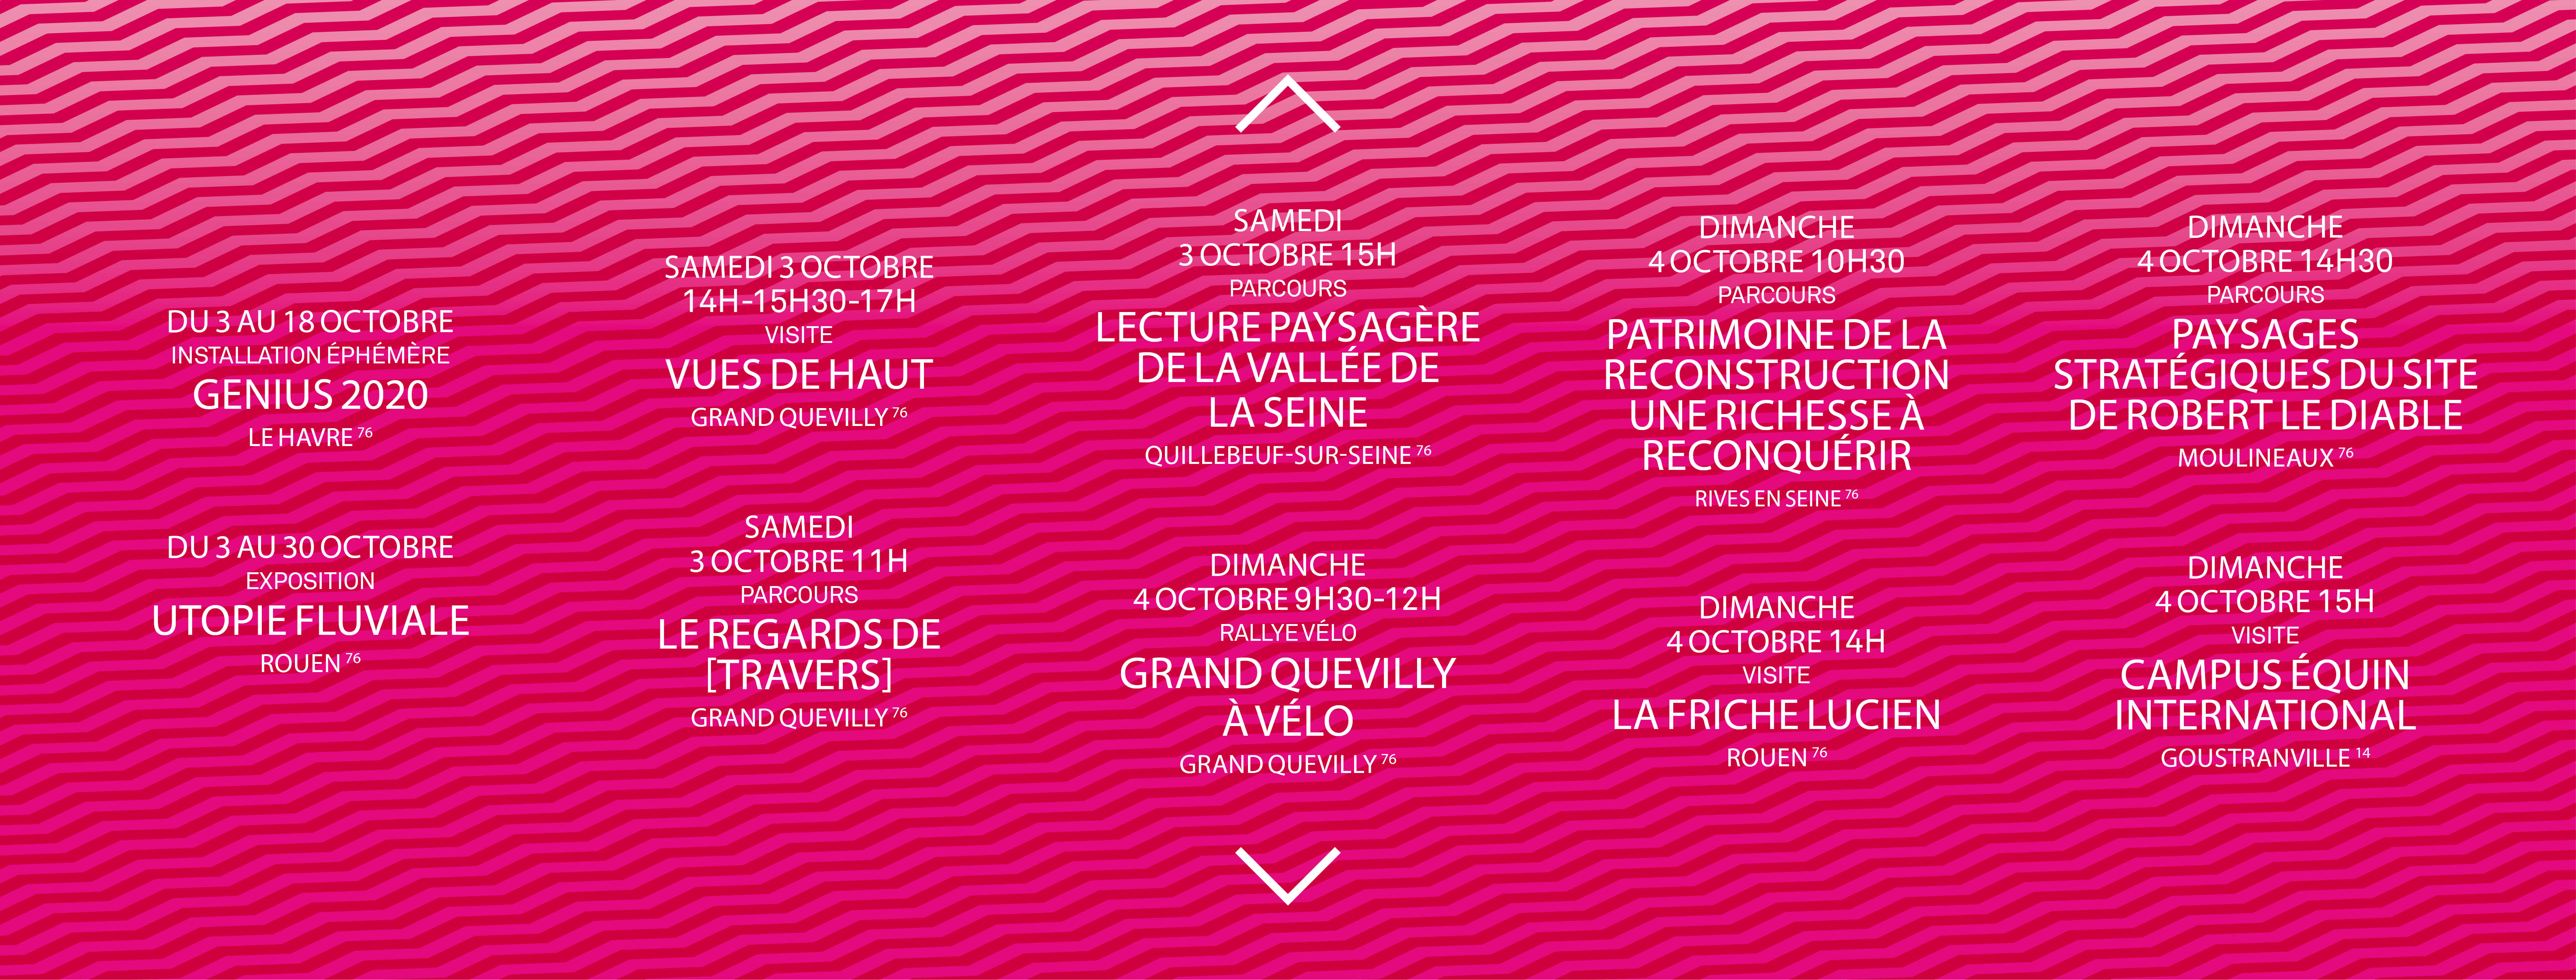 DU 3 AU 18 OCTOBRE
INSTALLATION ÉPHÉMÈRE
GENIUS 2020
LE HAVRE 76
DU 3 AU 30 OCTOBRE
EXPOSITION
UTOPIE FLUVIALE
ROUEN 76
SAMEDI 3 OCTOBRE
14H-15H30-17H
VISITE
VUES DE HAUT
GRAND QUEVILLY 76
SAMEDI
3 OCTOBRE 11H
PARCOURS
LE REGARDS DE
[TRAVERS]
GRAND QUEVILLY 76
SAMEDI
3 OCTOBRE 15H
PARCOURS
LECTURE PAYSAGÈRE
DE LA VALLÉE DE
LA SEINE
QUILLEBEUF-SUR-SEINE 76
DIMANCHE
4 OCTOBRE 9H30-12H
RALLYE VÉLO
GRAND QUEVILLY
À VÉLO
GRAND QUEVILLY 76
DIMANCHE
4 OCTOBRE 10H30
PARCOURS
PATRIMOINE DE LA
RECONSTRUCTION
UNE RICHESSE À
RECONQUÉRIR
RIVES EN SEINE 76
DIMANCHE
4 OCTOBRE 14H
VISITE
LA FRICHE LUCIEN
ROUEN 76
DIMANCHE
4 OCTOBRE 14H30
PARCOURS
PAYSAGES
STRATÉGIQUES DU SITE
DE ROBERT LE DIABLE
MOULINEAUX 76
DIMANCHE
4 OCTOBRE 15H
VISITE
CAMPUS ÉQUIN
INTERNATIONAL
GOUSTRANVILLE 14